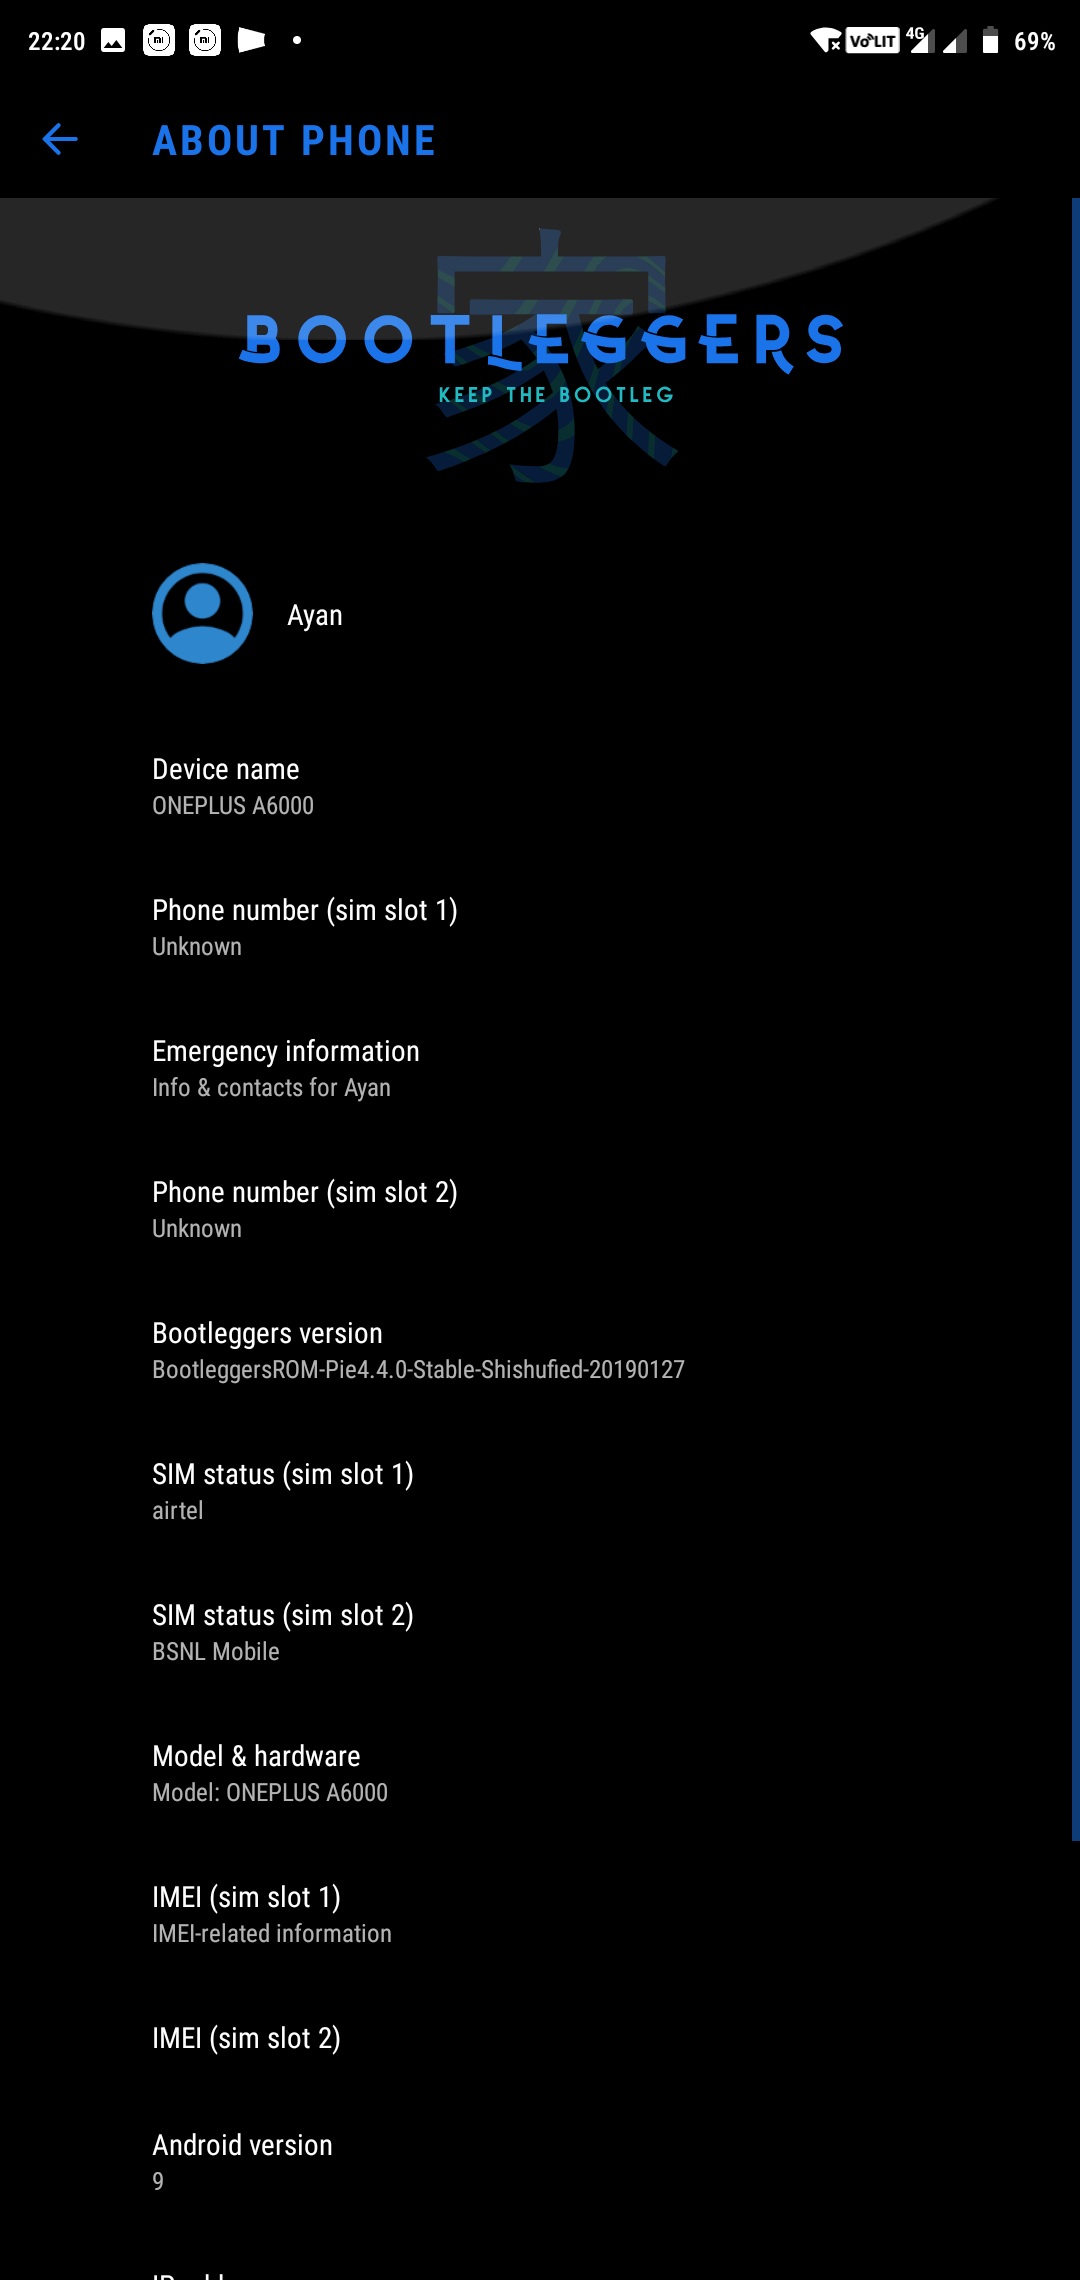 22:20 VoLIT 4G 69%
ABOUT PHONE
家
BOOTLEGGERS
KEEP THE BOOTLEG
Ayan
Device name
ONEPLUS A6000
Phone number (sim slot 1)
Unknown
Emergency information
Info & contacts for Ayan
Phone number (sim slot 2)
Unknown
Bootleggers version
BootleggersROM-Pie4.4.0-Stable-Shishufied-20190127
SIM status (sim slot 1)
airtel
SIM status (sim slot 2)
BSNL Mobile
Model & hardware
Model: ONEPLUS A6000
IMEI (sim slot 1)
IMEI-related information
IMEI (sim slot 2)
Android version
9